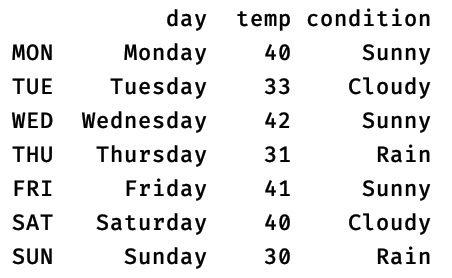 day temp condition
MON Monday 40 Sunny
TUE Tuesday 33 Cloudy
WED Wednesday 42 Sunny
THU Thursday 31 Rain
FRI Friday 41 Sunny
SAT Saturday 40 Cloudy
SUN Sunday 30 Rain